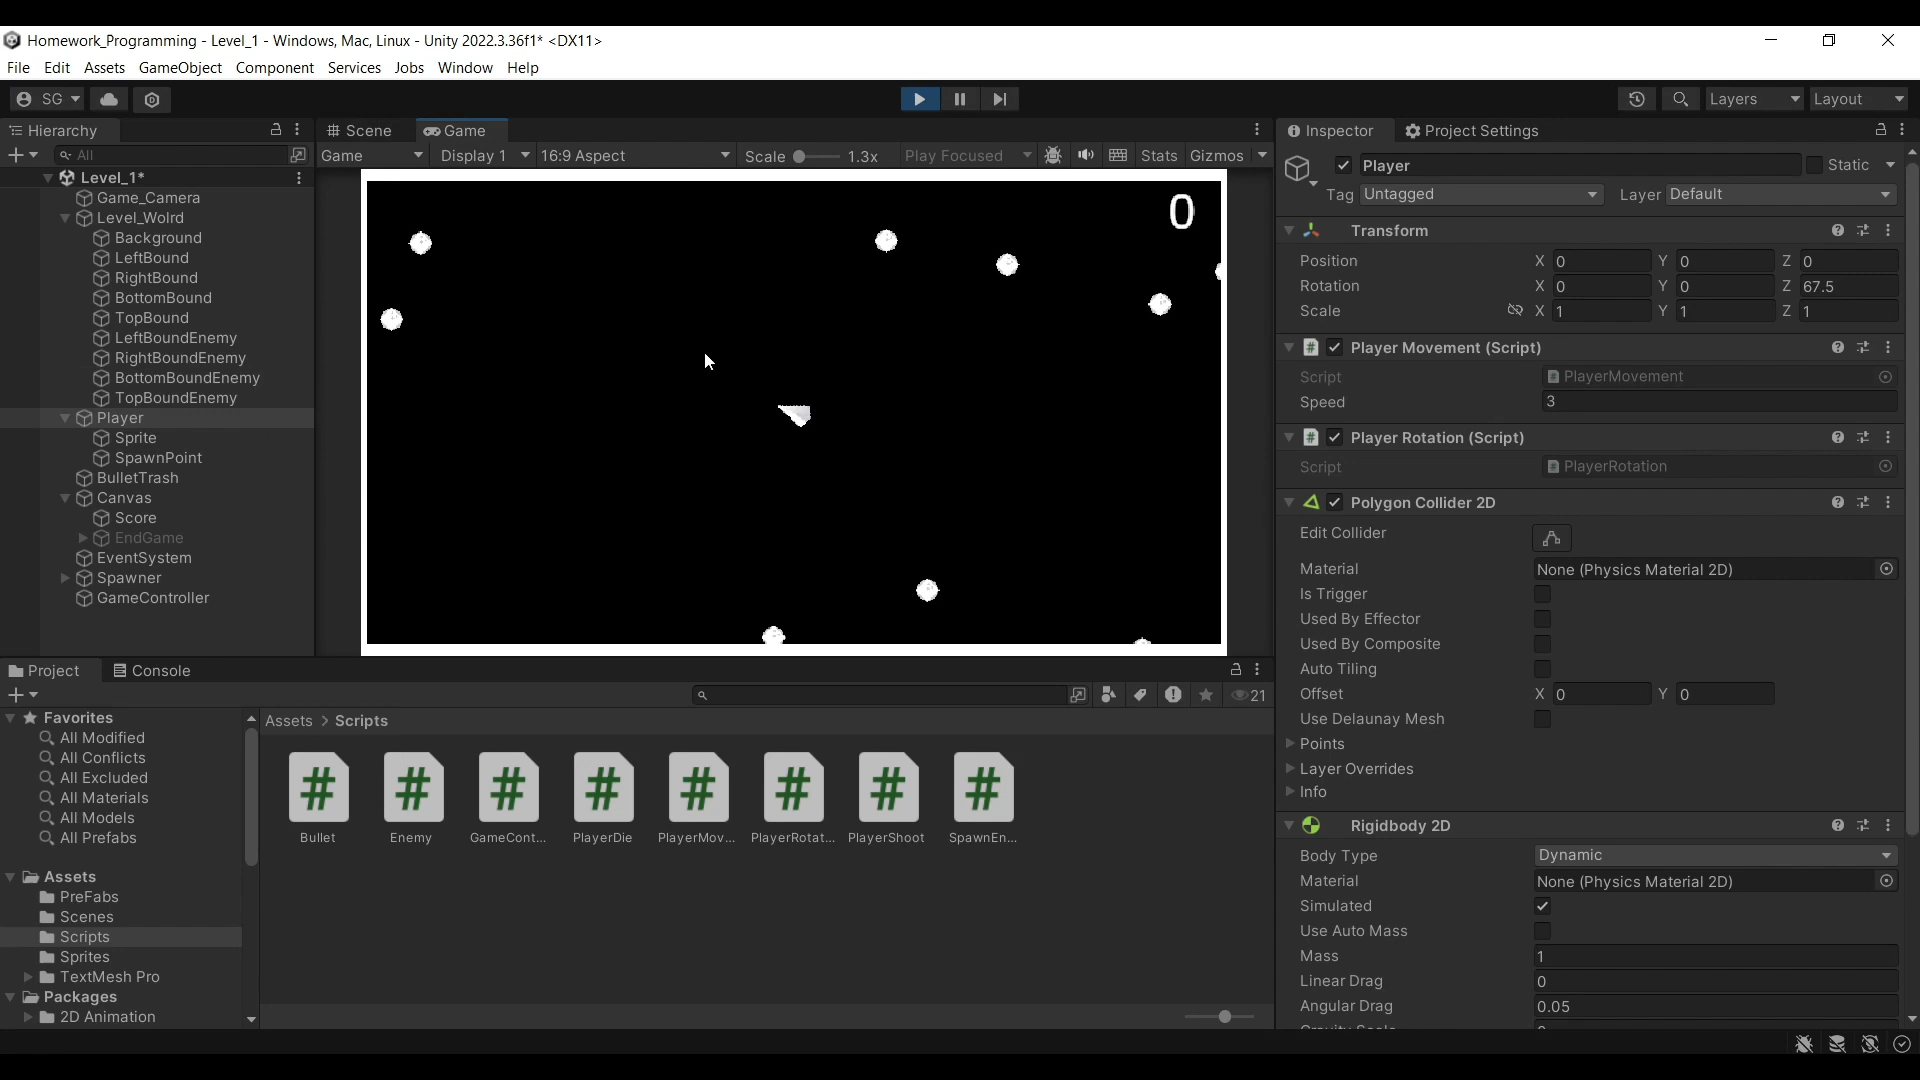 Homework_Programming - Level_1 - Windows, Mac, Linux - Unity 2022.3.36f1* <DX11>
File Edit Assets GameObject Component Services Jobs Window Help
SG Layers Layout
Hierarchy
All
Level_1*
Game_Camera
Level_Wolrd
Background
LeftBound
RightBound
BottomBound
TopBound
LeftBoundEnemy
RightBoundEnemy
BottomBoundEnemy
TopBoundEnemy
Player
Sprite
SpawnPoint
BulletTrash
Canvas
Score
EndGame
EventSystem
Spawner
GameController
Scene Game
Game Display 1 16:9 Aspect Scale 1.3x Play Focused Stats Gizmos
0
Inspector Project Settings
Player Static
Tag Untagged Layer Default
Transform
Position X 0 Y 0 Z 0
Rotation X 0 Y 0 Z 67.5
Scale X 1 Y 1 Z 1
Player Movement (Script)
Script # PlayerMovement
Speed 3
Player Rotation (Script)
Script # PlayerRotation
Polygon Collider 2D
Edit Collider
Material None (Physics Material 2D)
Is Trigger
Used By Effector
Used By Composite
Auto Tiling
Offset X 0 Y 0
Use Delaunay Mesh
Points
Layer Overrides
Info
Rigidbody 2D
Body Type Dynamic
Material None (Physics Material 2D)
Simulated
Use Auto Mass
Mass 1
Linear Drag 0
Angular Drag 0.05
Project Console
21
Favorites
All Modified
All Conflicts
All Excluded
All Materials
All Models
All Prefabs
Assets
PreFabs
Scenes
Scripts
Sprites
TextMesh Pro
Packages
2D Animation
Assets > Scripts
# # # # # # # #
Bullet Enemy GameCont... PlayerDie PlayerMov... PlayerRotat... PlayerShoot SpawnEn...